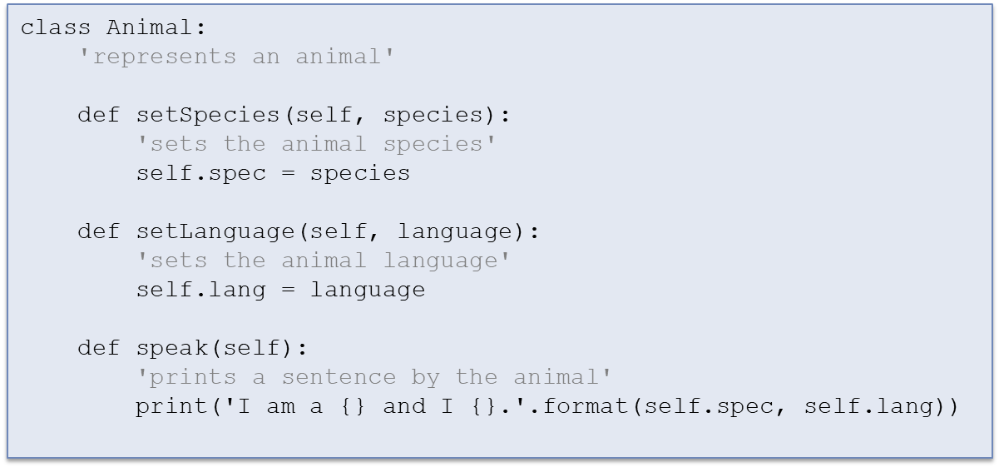 class Animal:
    'represents an animal'

    def setSpecies(self, species):
        'sets the animal species'
        self.spec = species

    def setLanguage(self, language):
        'sets the animal language'
        self.lang = language

    def speak(self):
        'prints a sentence by the animal'
        print('I am a {} and I {}.'.format(self.spec, self.lang))